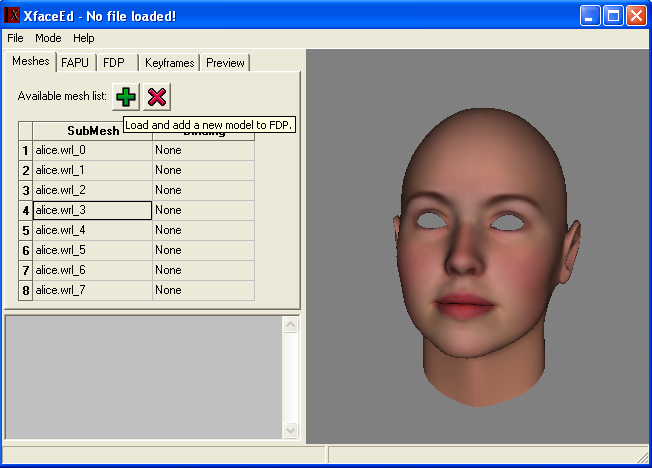 XfaceEd - No file loaded!
File Mode Help
Meshes FAPU FDP Keyframes Preview
Available mesh list:
Load and add a new model to FDP.
SubMesh Binding
1 alice.wrl_0 None
2 alice.wrl_1 None
3 alice.wrl_2 None
4 alice.wrl_3 None
5 alice.wrl_4 None
6 alice.wrl_5 None
7 alice.wrl_6 None
8 alice.wrl_7 None